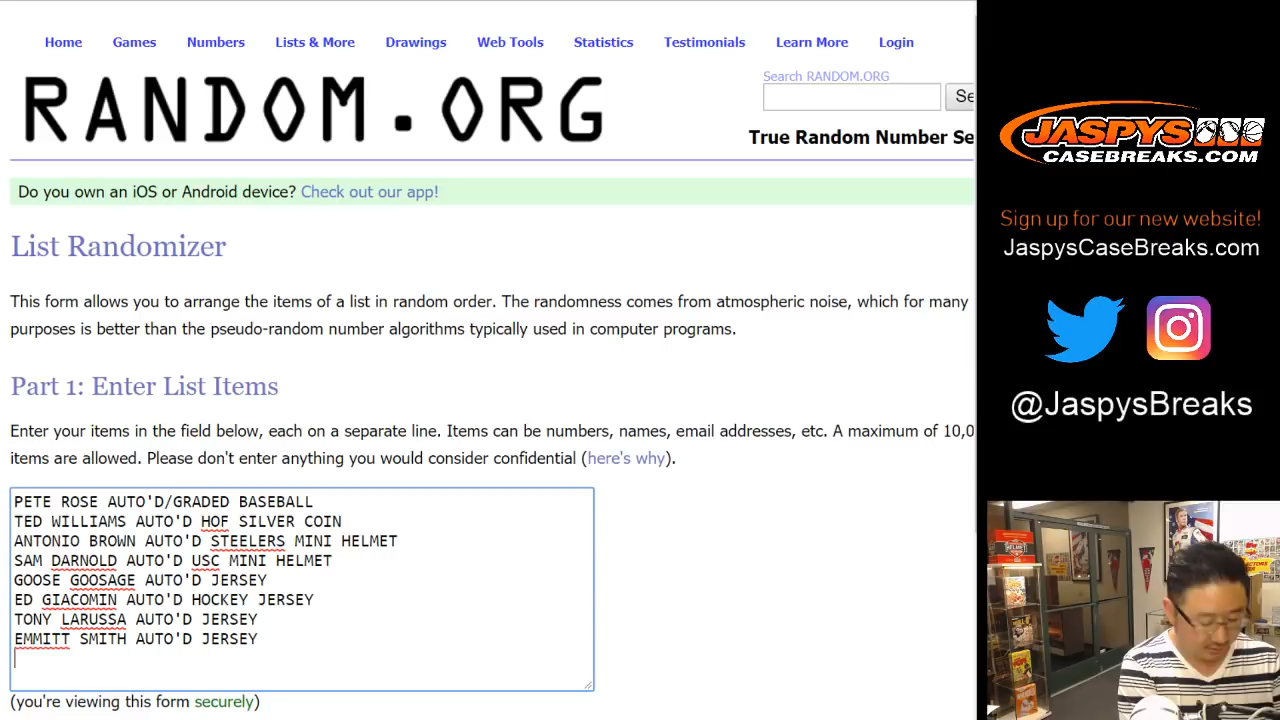 Home Games Numbers Lists & More Drawings Web Tools Statistics Testimonials Learn More Login
RANDOM.ORG
Search RANDOM.ORG
Se
True Random Number Se
Do you own an iOS or Android device? Check out our app!
List Randomizer
This form allows you to arrange the items of a list in random order. The randomness comes from atmospheric noise, which for many
purposes is better than the pseudo-random number algorithms typically used in computer programs.
Part 1: Enter List Items
Enter your items in the field below, each on a separate line. Items can be numbers, names, email addresses, etc. A maximum of 10,0
items are allowed. Please don't enter anything you would consider confidential (here's why).
PETE ROSE AUTO'D/GRADED BASEBALL
TED WILLIAMS AUTO'D HOF SILVER COIN
ANTONIO BROWN AUTO'D STEELERS MINI HELMET
SAM DARNOLD AUTO'D USC MINI HELMET
GOOSE GOOSAGE AUTO'D JERSEY
ED GIACOMIN AUTO'D HOCKEY JERSEY
TONY LARUSSA AUTO'D JERSEY
EMMITT SMITH AUTO'D JERSEY
(you're viewing this form securely)
JASPYS
CASEBREAKS.COM
Sign up for our new website!
JaspysCaseBreaks.com
@JaspysBreaks